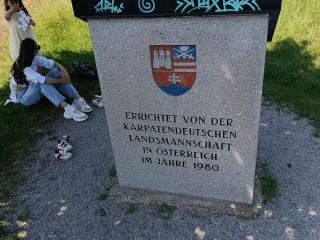 ERRICHTET VON DER
KARPATENDEUTSCHEN
LANDSMANNSCHAFT
IN ÖSTERREICH
IM JAHRE 1980